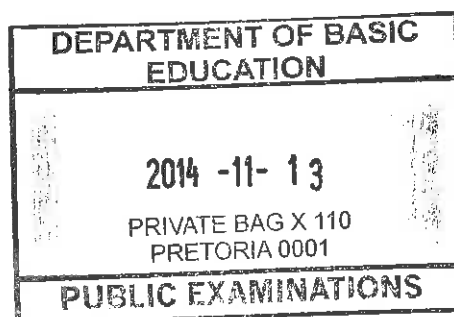 DEPARTMENT OF BASIC
EDUCATION
2014 -11- 13
PRIVATE BAG X 110
PRETORIA 0001
PUBLIC EXAMINATIONS